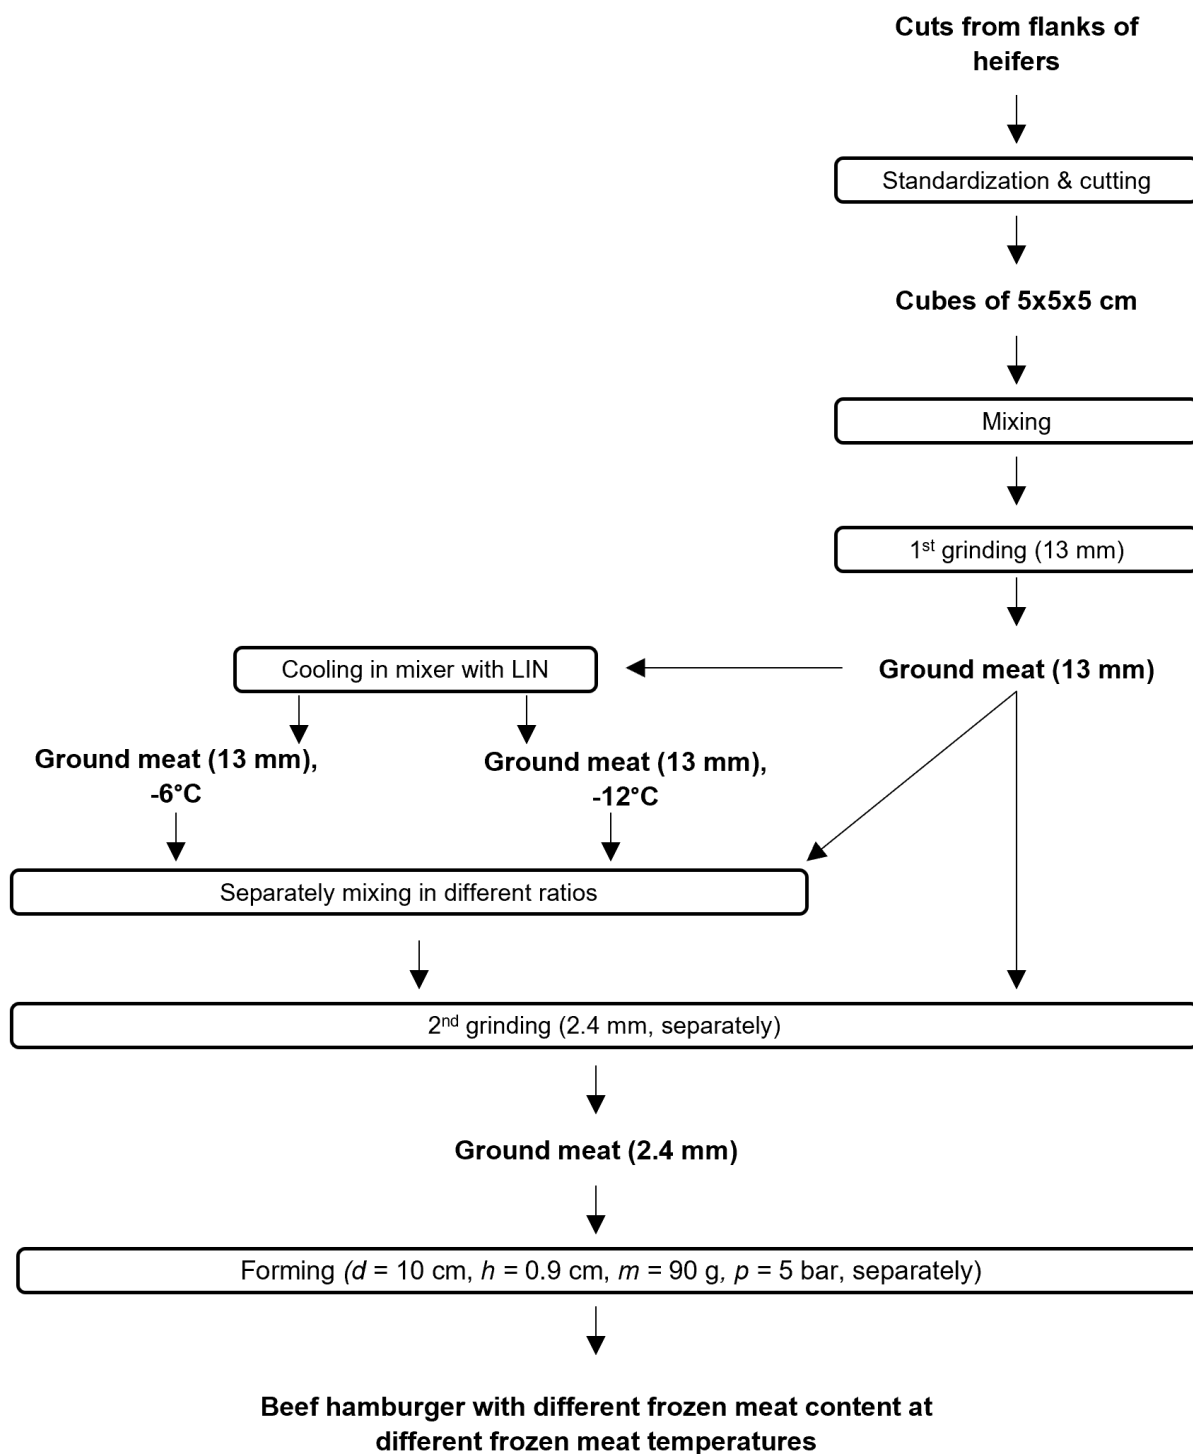 Cuts from flanks of
heifers
Standardization & cutting
Cubes of 5x5x5 cm
Mixing
1st grinding (13 mm)
Cooling in mixer with LIN
Ground meat (13 mm)
Ground meat (13 mm),
-6°C
Ground meat (13 mm),
-12°C
Separately mixing in different ratios
2nd grinding (2.4 mm, separately)
Ground meat (2.4 mm)
Forming (d = 10 cm, h = 0.9 cm, m = 90 g, p = 5 bar, separately)
Beef hamburger with different frozen meat content at
different frozen meat temperatures